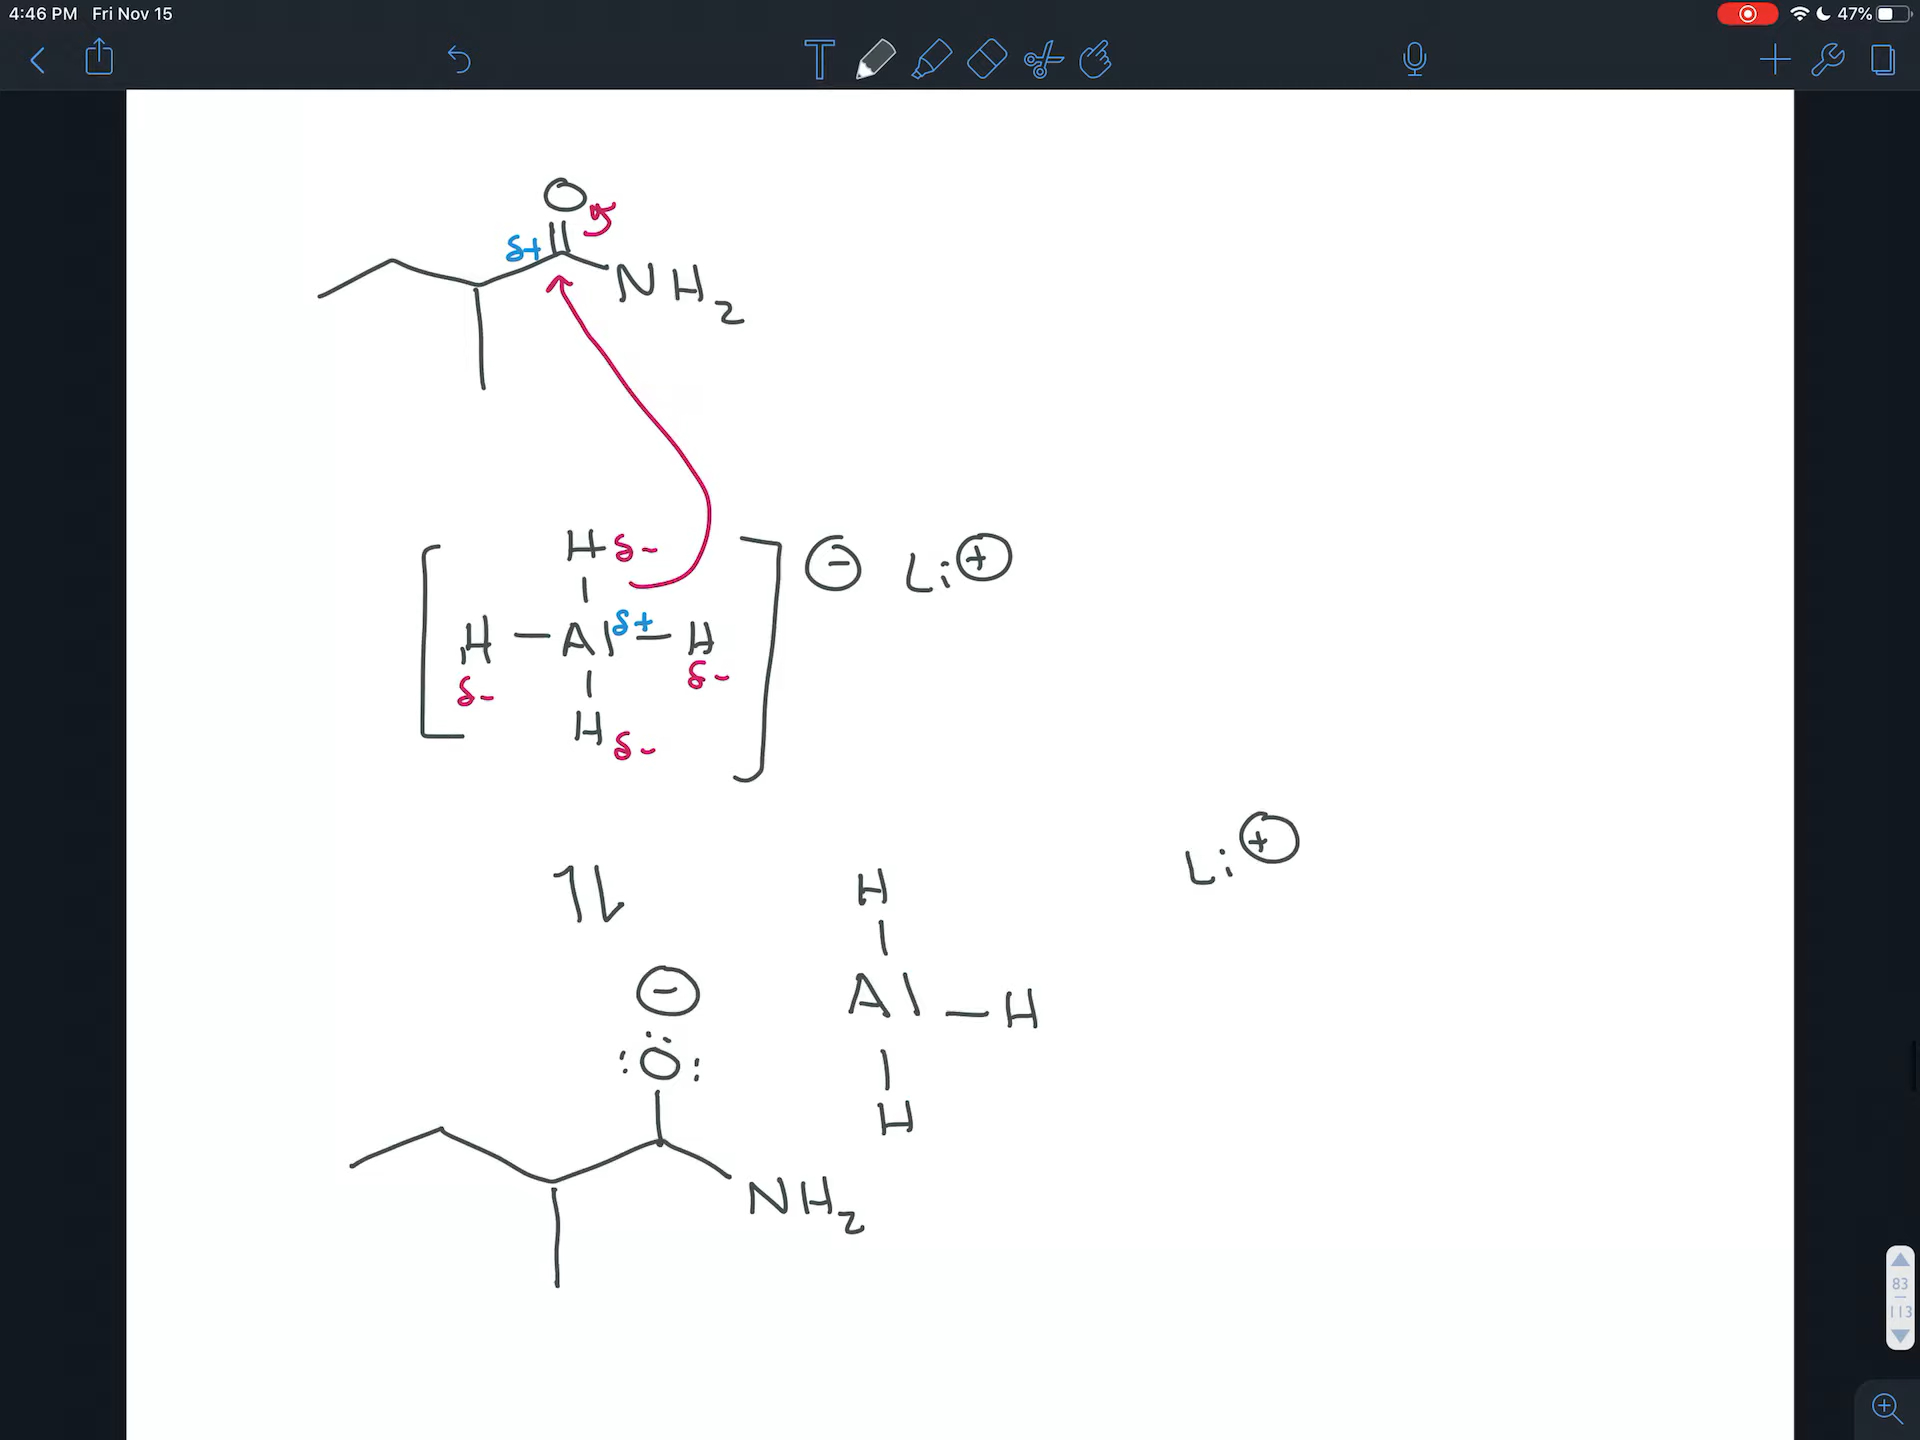 4:46 PM Fri Nov 15
47%
T
O
δ+
NH2
H δ-
H —Al δ+ — H
δ- δ-
H δ-
- Li +
Li +
H
Al — H
H
-
:Ö:
NH2
83
113